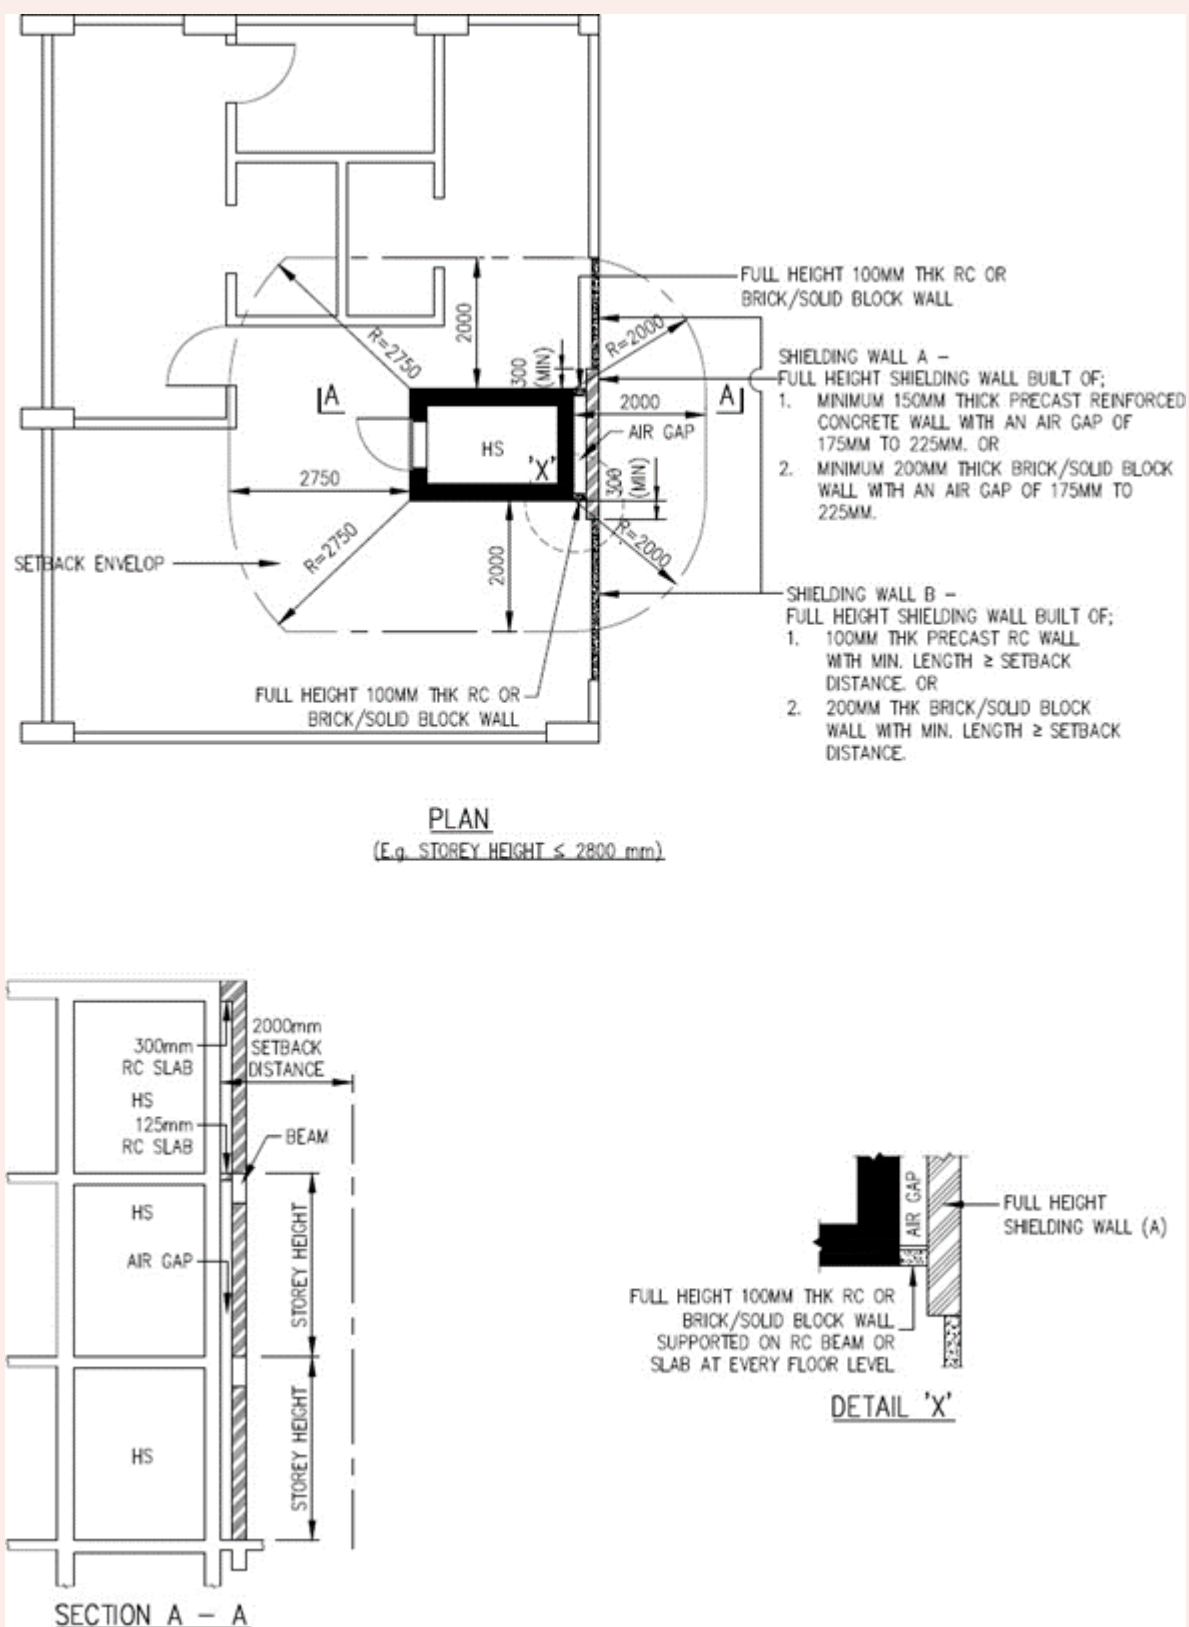 FULL HEIGHT 100MM THK RC OR
BRICK/SOLID BLOCK WALL
R=2750
2000
300
(MIN)
R=2000
SHIELDING WALL A –
FULL HEIGHT SHIELDING WALL BUILT OF;
1. MINIMUM 150MM THICK PRECAST REINFORCED
CONCRETE WALL WITH AN AIR GAP OF
175MM TO 225MM. OR
2. MINIMUM 200MM THICK BRICK/SOLID BLOCK
WALL WITH AN AIR GAP OF 175MM TO
225MM.
A
2000
A
AIR GAP
HS
'X'
300
(MIN)
2750
R=2750
2000
R=2000
SETBACK ENVELOP
SHIELDING WALL B –
FULL HEIGHT SHIELDING WALL BUILT OF;
1. 100MM THK PRECAST RC WALL
WITH MIN. LENGTH ≥ SETBACK
DISTANCE. OR
2. 200MM THK BRICK/SOLID BLOCK
WALL WITH MIN. LENGTH ≥ SETBACK
DISTANCE.
FULL HEIGHT 100MM THK RC OR
BRICK/SOLID BLOCK WALL
PLAN
(E.g. STOREY HEIGHT ≤ 2800 mm)
300mm
RC SLAB
2000mm
SETBACK
DISTANCE
HS
125mm
RC SLAB
BEAM
HS
AIR GAP
STOREY HEIGHT
HS
STOREY HEIGHT
SECTION A – A
AIR GAP
FULL HEIGHT
SHIELDING WALL (A)
FULL HEIGHT 100MM THK RC OR
BRICK/SOLID BLOCK WALL
SUPPORTED ON RC BEAM OR
SLAB AT EVERY FLOOR LEVEL
DETAIL 'X'